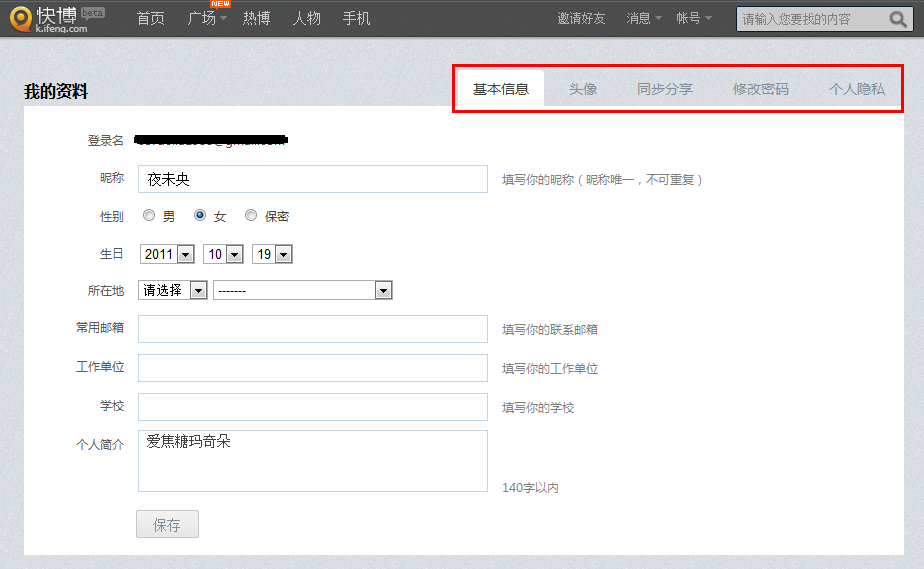 快博 beta
k.ifeng.com
首页 广场 NEW 热博 人物 手机 邀请好友 消息 帐号 请输入您要找的内容
我的资料 基本信息 头像 同步分享 修改密码 个人隐私
登录名
昵称 夜未央 填写你的昵称（昵称唯一，不可重复）
性别 男 女 保密
生日 2011 10 19
所在地 请选择 -------
常用邮箱 填写你的联系邮箱
工作单位 填写你的工作单位
学校 填写你的学校
个人简介 爱焦糖玛奇朵
140字以内
保存